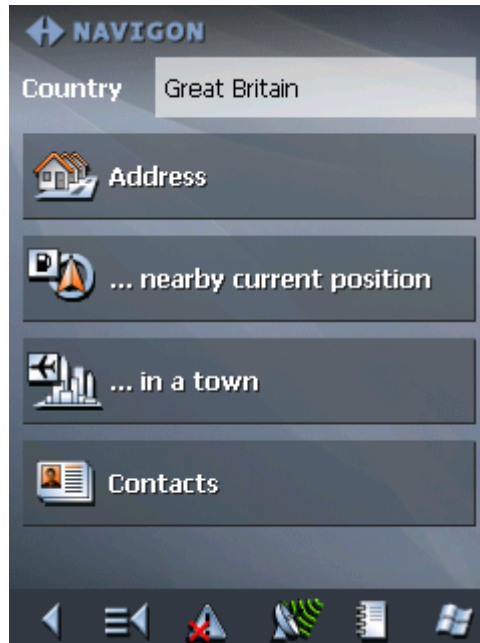 NAVIGON
Country Great Britain
Address
... nearby current position
... in a town
Contacts